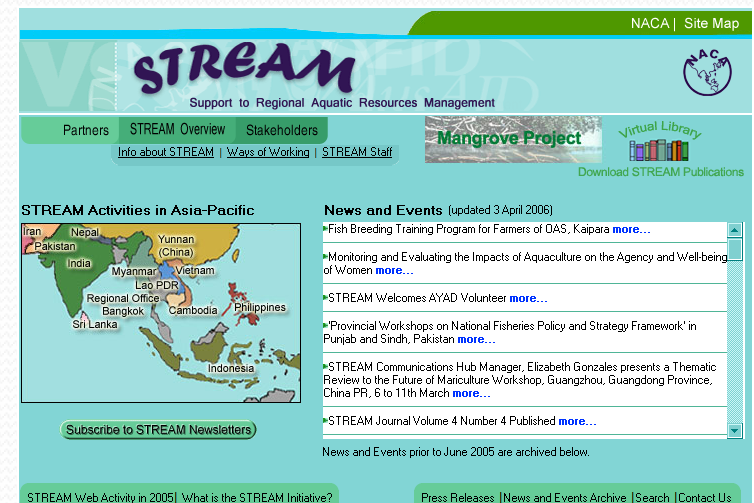 NACA | Site Map
STREAM
Support to Regional Aquatic Resources Management
NACA
Partners STREAM Overview Stakeholders
Info about STREAM | Ways of Working | STREAM Staff
Mangrove Project
Virtual Library
Download STREAM Publications
STREAM Activities in Asia-Pacific
Iran
Nepal
Pakistan
Yunnan
(China)
India
Myanmar
Vietnam
Lao PDR
Regional Office
Bangkok
Cambodia
Philippines
Sri Lanka
Indonesia
Subscribe to STREAM Newsletters
News and Events (updated 3 April 2006)
Fish Breeding Training Program for Farmers of OAS, Kaipara more...
Monitoring and Evaluating the Impacts of Aquaculture on the Agency and Well-being
of Women more...
STREAM Welcomes AYAD Volunteer more...
'Provincial Workshops on National Fisheries Policy and Strategy Framework' in
Punjab and Sindh, Pakistan more...
STREAM Communications Hub Manager, Elizabeth Gonzales presents a Thematic
Review to the Future of Mariculture Workshop, Guangzhou, Guangdong Province,
China PR, 6 to 11th March more...
STREAM Journal Volume 4 Number 4 Published more...
News and Events prior to June 2005 are archived below.
STREAM Web Activity in 2005| What is the STREAM Initiative?
Press Releases |News and Events Archive |Search |Contact Us